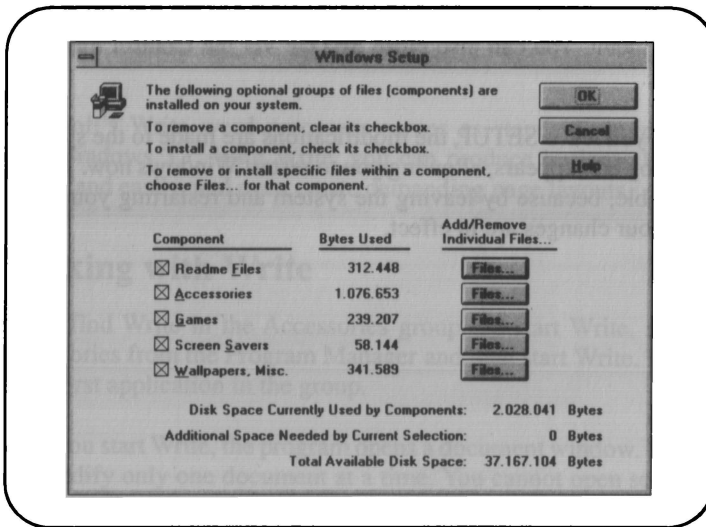 Windows Setup
The following optional groups of files (components) are
installed on your system.
To remove a component, clear its checkbox.
To install a component, check its checkbox.
To remove or install specific files with a component,
choose Files... for that component.
OK
Cancel
Help
Component Bytes Used Add/Remove
Individual Files...
Readme Files 312.448 Files...
Accessories 1.076.653 Files...
Games 239.207 Files...
Screen Savers 58.144 Files...
Wallpapers, Misc. 341.589 Files...
Disk Space Currently Used by Components: 2.028.041 Bytes
Additional Space Needed by Current Selection: 0 Bytes
Total Available Disk Space: 37.167.104 Bytes